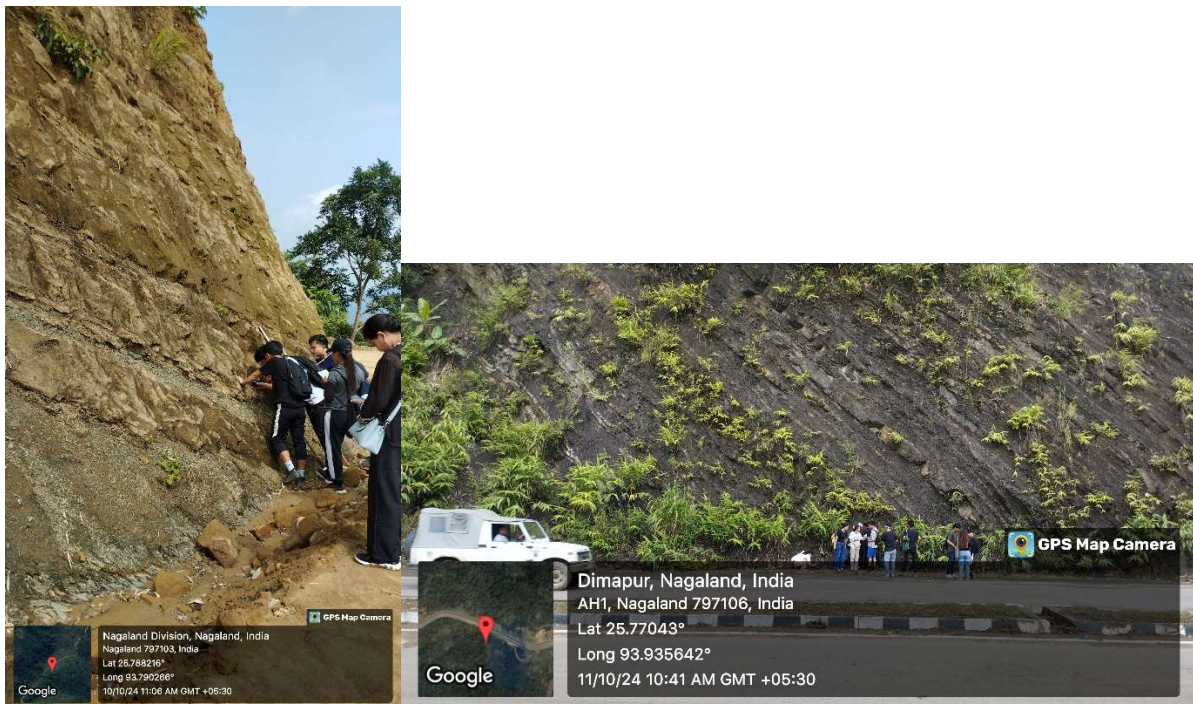 GPS Map Camera
Nagaland Division, Nagaland, India
Nagaland 797103, India
Lat 25.788216°
Long 93.790266°
10/10/24 11:06 AM GMT +05:30
Google
GPS Map Camera
Dimapur, Nagaland, India
AH1, Nagaland 797106, India
Lat 25.77043°
Long 93.935642°
11/10/24 10:41 AM GMT +05:30
Google